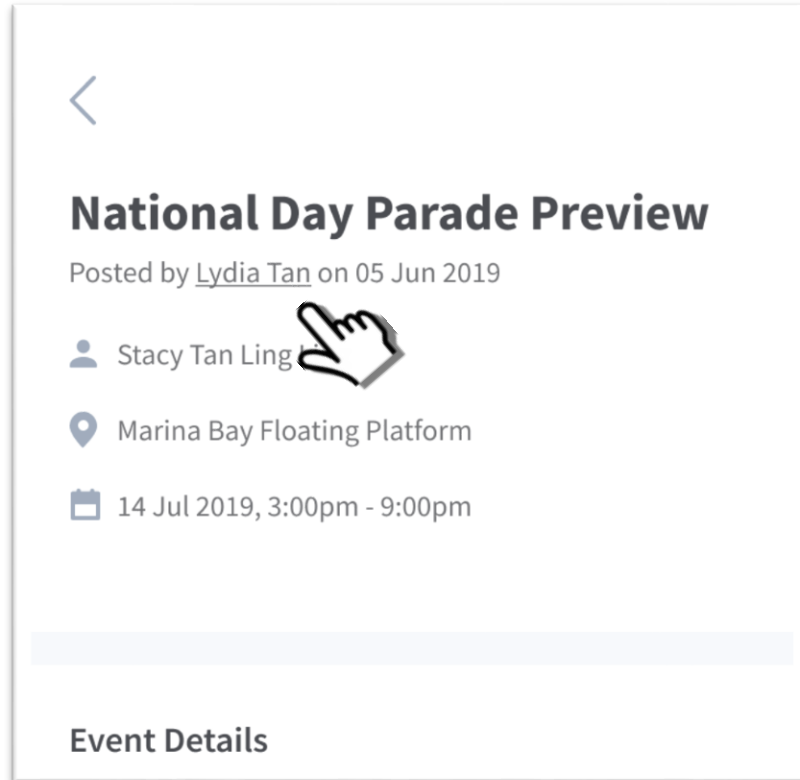 National Day Parade Preview
Posted by Lydia Tan on 05 Jun 2019
Stacy Tan Ling
Marina Bay Floating Platform
14 Jul 2019, 3:00pm - 9:00pm
Event Details